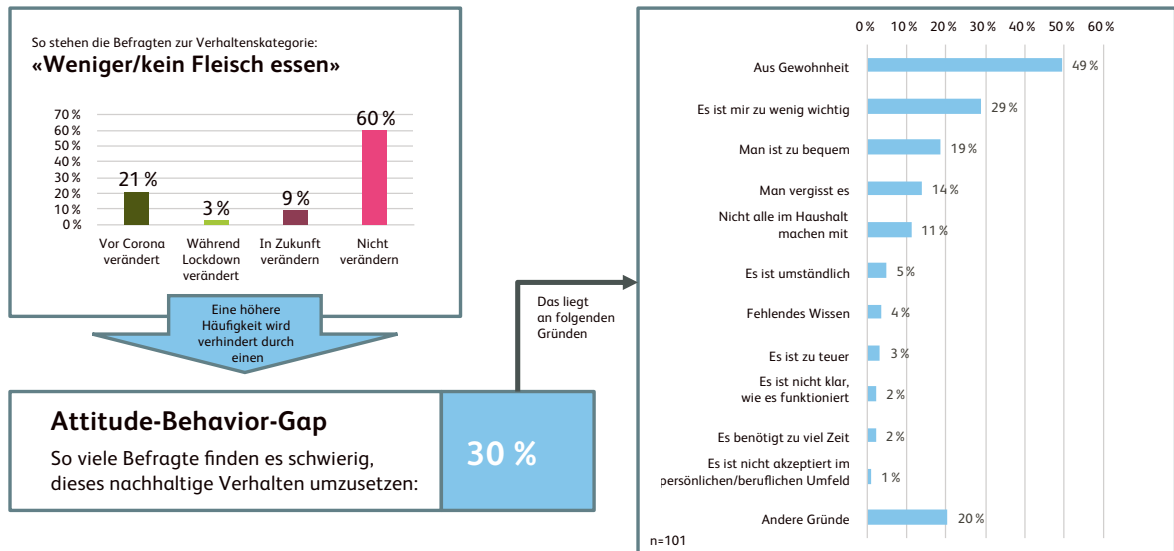 So stehen die Befragten zur Verhaltenskategorie:
«Weniger/kein Fleisch essen»
70 %
60 %
50 %
40 %
30 %
20 %
10 %
0 %
21 %
3 %
9 %
60 %
Vor Corona
verändert
Während
Lockdown
verändert
In Zukunft
verändern
Nicht
verändern
Eine höhere
Häufigkeit wird
verhindert durch
einen
Attitude-Behavior-Gap
So viele Befragte finden es schwierig,
dieses nachhaltige Verhalten umzusetzen:
30 %
Das liegt
an folgenden
Gründen
0 % 10 % 20 % 30 % 40 % 50 % 60 %
Aus Gewohnheit 49 %
Es ist mir zu wenig wichtig 29 %
Man ist zu bequem 19 %
Man vergisst es 14 %
Nicht alle im Haushalt
machen mit 11 %
Es ist umständlich 5 %
Fehlendes Wissen 4 %
Es ist zu teuer 3 %
Es ist nicht klar,
wie es funktioniert 2 %
Es benötigt zu viel Zeit 2 %
Es ist nicht akzeptiert im
persönlichen/beruflichen Umfeld 1 %
Andere Gründe 20 %
n=101